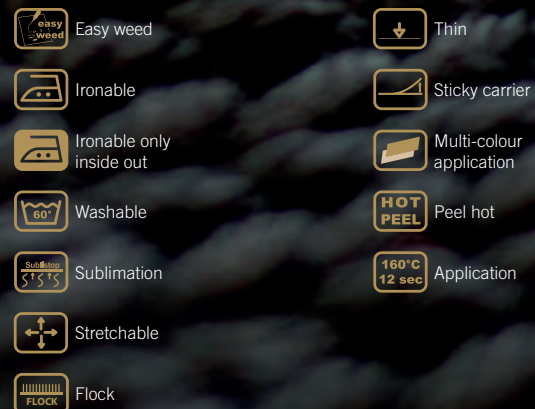 easy
weed
Easy weed
Ironable
Ironable only
inside out
60°
Washable
Sublistop
Sublimation
Stretchable
FLOCK
Flock
Thin
Sticky carrier
Multi-colour
application
HOT
PEEL
Peel hot
160°C
12 sec
Application